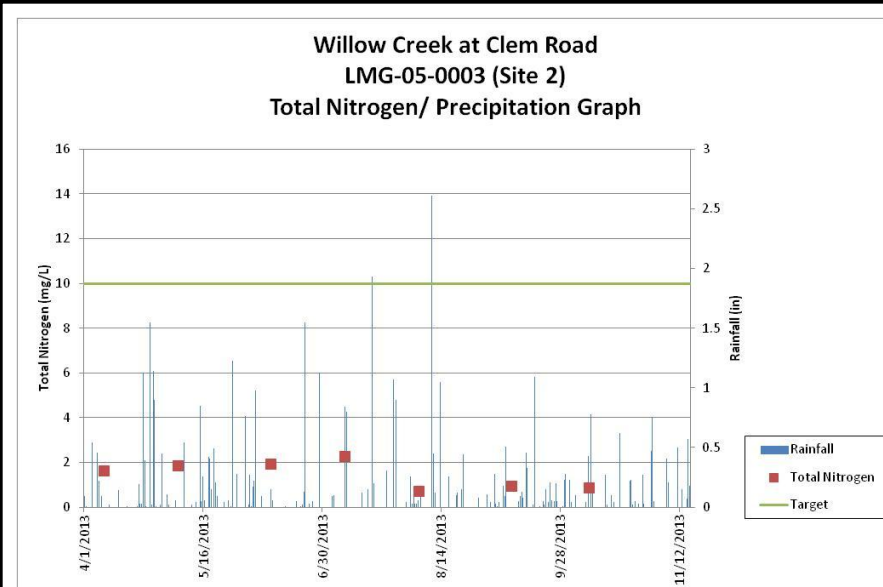 Willow Creek at Clem Road
LMG-05-0003 (Site 2)
Total Nitrogen/ Precipitation Graph
Total Nitrogen (mg/L)
16
14
12
10
8
6
4
2
0
3
2.5
2
1.5
1
0.5
0
Rainfall (in)
4/1/2013
5/16/2013
6/30/2013
8/14/2013
9/28/2013
11/12/2013
Rainfall
Total Nitrogen
Target